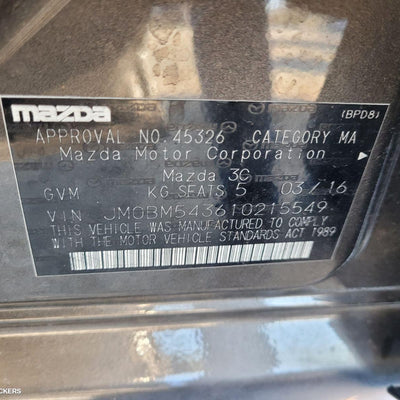 mazda (BPD8)
APPROVAL NO. 45326 CATEGORY MA
Mazda Motor Corporation
Mazda 3C
GVM KG SEATS 5 03/16
VIN JM0BM543610215549
THIS VEHICLE WAS MANUFACTURED TO COMPLY
WITH THE MOTOR VEHICLE STANDARDS ACT 1989
CKERS